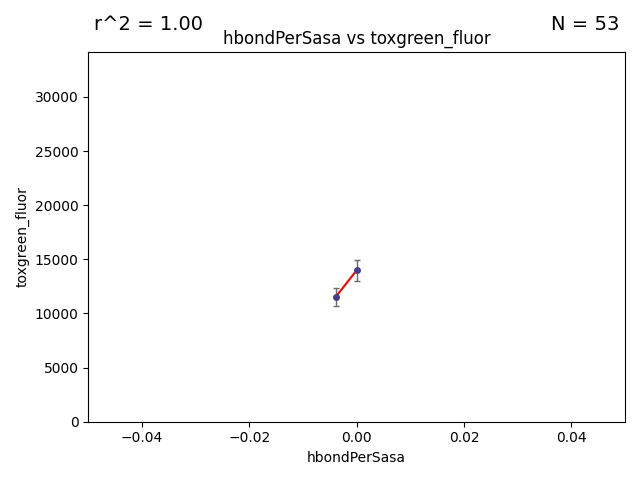 r^2 = 1.00
N = 53
hbondPerSasa vs toxgreen_fluor
30000
25000
20000
15000
10000
5000
0
toxgreen_fluor
−0.04
−0.02
0.00
0.02
0.04
hbondPerSasa